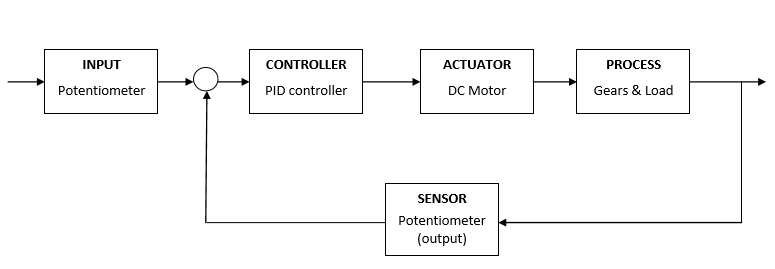 INPUT
Potentiometer
CONTROLLER
PID controller
ACTUATOR
DC Motor
PROCESS
Gears & Load
SENSOR
Potentiometer
(output)